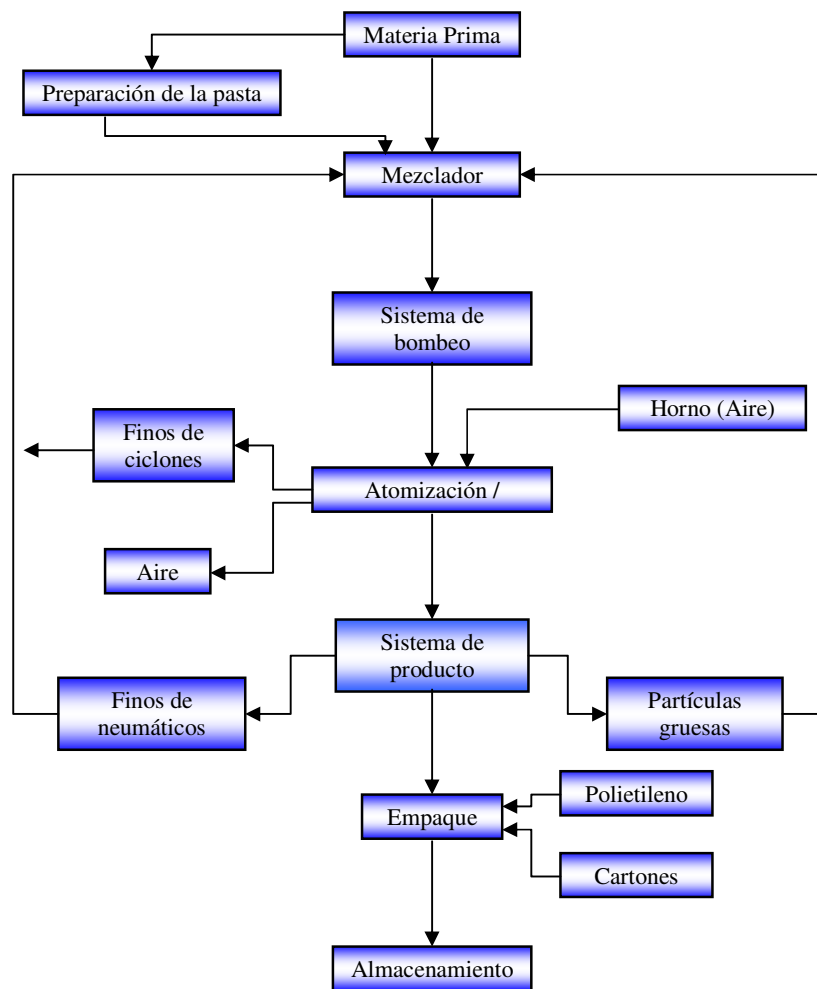 Materia Prima
Preparación de la pasta
Mezclador
Sistema de
bombeo
Horno (Aire)
Finos de
ciclones
Atomización /
Aire
Sistema de
producto
Finos de
neumáticos
Partículas
gruesas
Polietileno
Empaque
Cartones
Almacenamiento